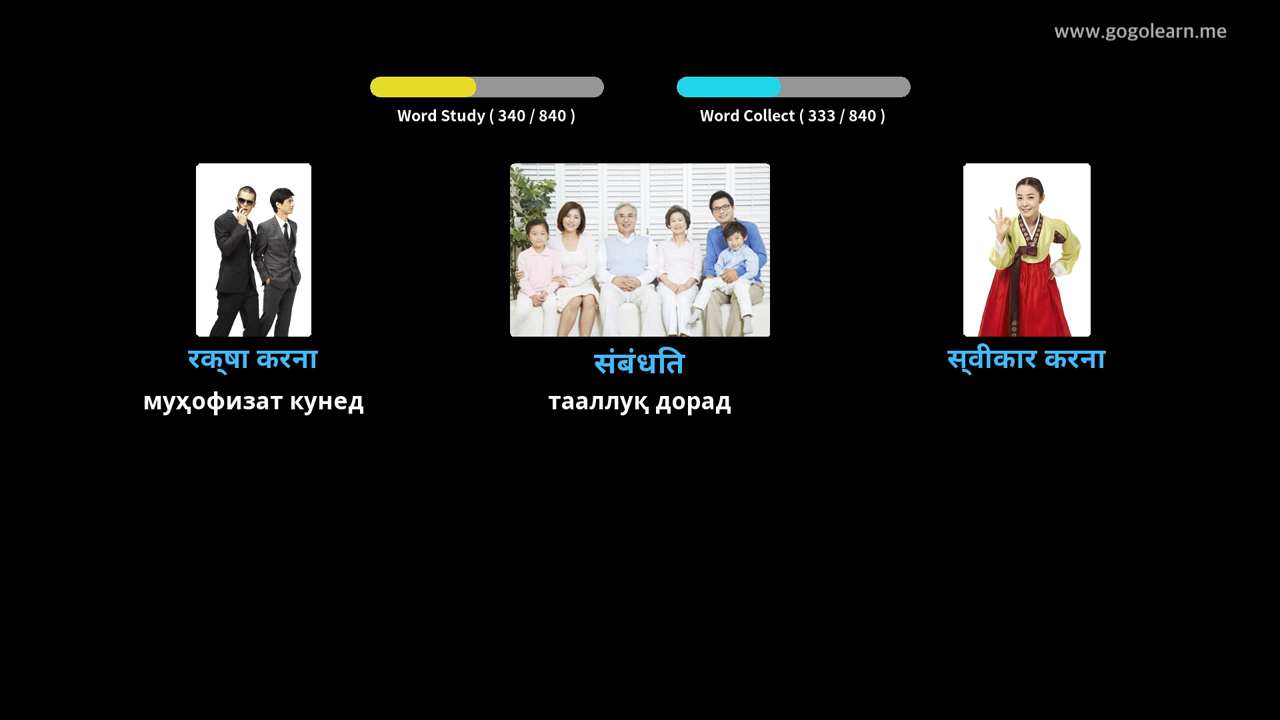 www.gogolearn.me
Word Study ( 340 / 840 )
Word Collect ( 333 / 840 )
रक्षा करना
संबंधति
स्वीकार करना
муҳофизат кунед
тааллуқ дорад